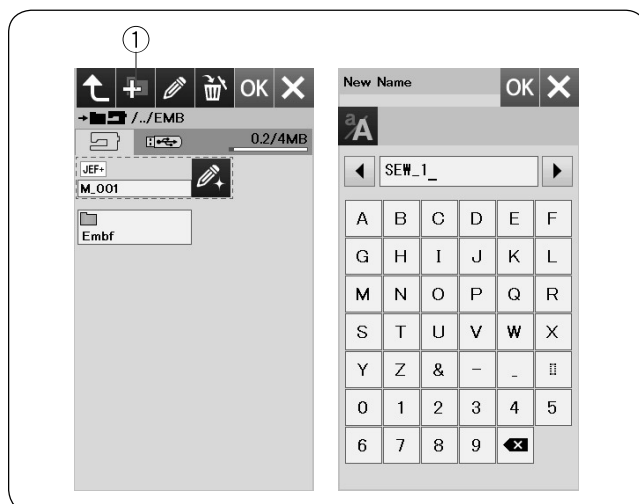 ①
OK
/../EMB
0.2/4MB
JEF+
M_001
Embf
New Name
OK
a/A
SEW_1_
A B C D E F
G H I J K L
M N O P Q R
S T U V W X
Y Z & - _
0 1 2 3 4 5
6 7 8 9